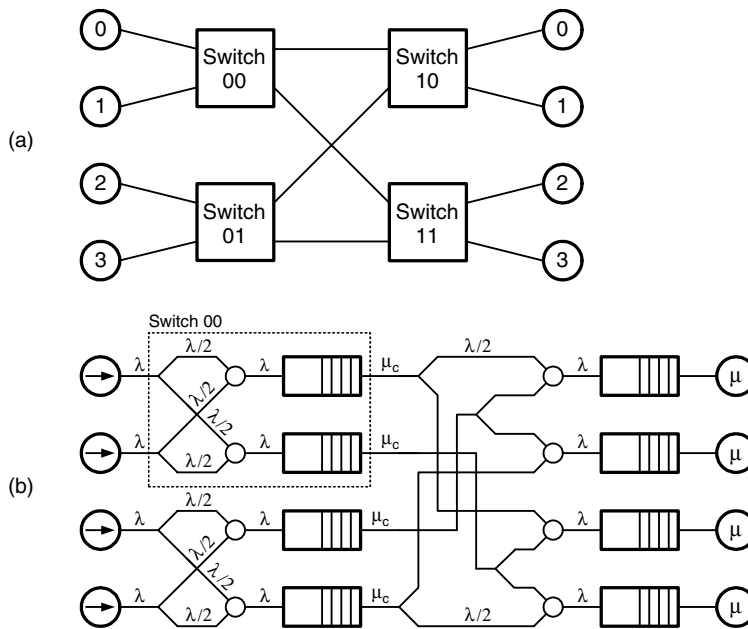 0
0
Switch
00
Switch
10
1
1
(a)
2
2
Switch
01
Switch
11
3
3
Switch 00
λ
λ/2
λ
μc
λ/2
λ
μ
λ/2
λ/2
λ
λ/2
λ
μc
λ
μ
(b)
λ
λ/2
λ
μc
λ
μ
λ/2
λ/2
λ
λ/2
λ
μc
λ/2
λ
μ